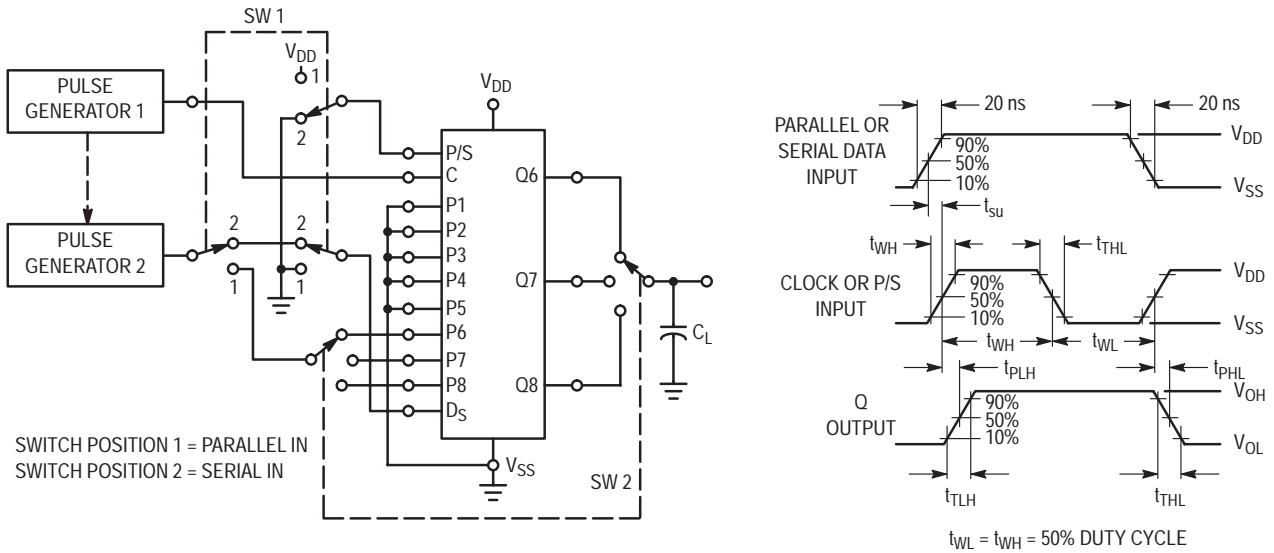 SW 1
VDD
1
2
PULSE
GENERATOR 1
PULSE
GENERATOR 2
2
1
2
1
VDD
P/S
C
P1
P2
P3
P4
P5
P6
P7
P8
DS
Q6
Q7
Q8
VSS
CL
SW 2
SWITCH POSITION 1 = PARALLEL IN
SWITCH POSITION 2 = SERIAL IN
20 ns
20 ns
PARALLEL OR
SERIAL DATA
INPUT
90%
50%
10%
VDD
VSS
tsu
tWH
tTHL
CLOCK OR P/S
INPUT
90%
50%
10%
VDD
VSS
tWH
tWL
tPLH
tPHL
Q
OUTPUT
90%
50%
10%
VOH
VOL
tTLH
tTHL
tWL = tWH = 50% DUTY CYCLE